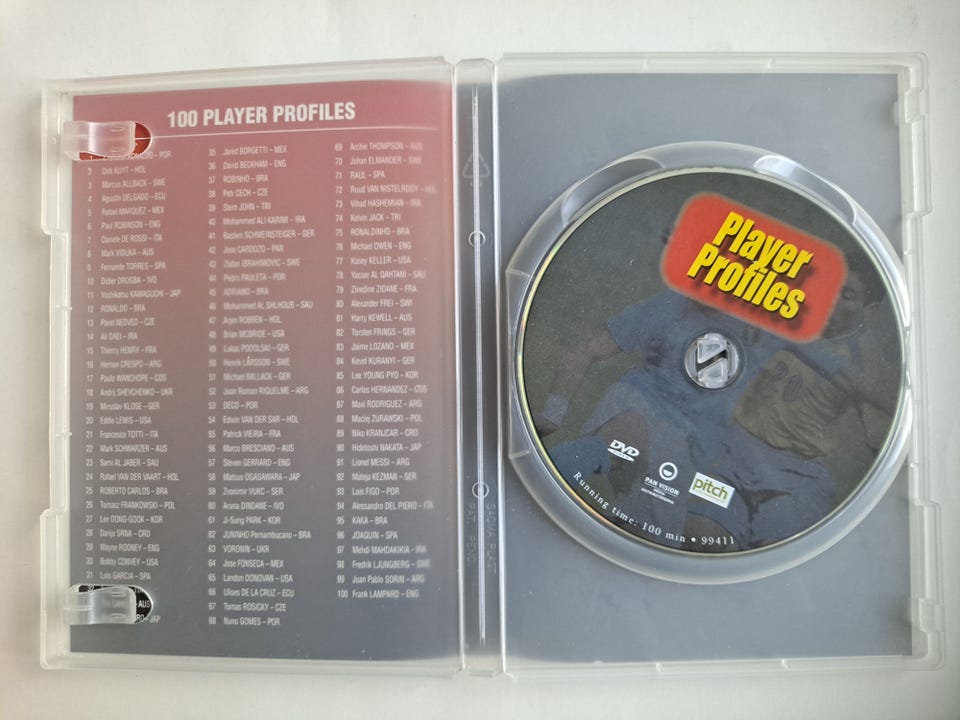 100 PLAYER PROFILES
RONALDO – POR
2 Dirk KUYT – HOL
3 Marcus ALLBACK – SWE
4 Agustin DELGADO – ECU
5 Rafael MARQUEZ – MEX
6 Paul ROBINSON – ENG
7 Daniele DE ROSSI – ITA
8 Mark VIDUKA – AUS
9 Fernando TORRES – SPA
10 Didier DROGBA – IVO
11 Yoshikatsu KAWAGUCHI – JAP
12 RONALDO – BRA
13 Pavel NEDVED – CZE
14 Ali DAEI – IRA
15 Thierry HENRY – FRA
16 Hernan CRESPO – ARG
17 Paulo WANCHOPE – COS
18 Andrij SHEVCHENKO – UKR
19 Miroslav KLOSE – GER
20 Eddie LEWIS – USA
21 Francesco TOTTI – ITA
22 Mark SCHWARZER – AUS
23 Sami AL JABER – SAU
24 Rafael VAN DER VAART – HOL
25 ROBERTO CARLOS – BRA
26 Tomasz FRANKOWSKI – POL
27 Lee DONG-GOOK – KOR
28 Darijo SRNA – CRO
29 Wayne ROONEY – ENG
30 Bobby CONVEY – USA
31 Luis GARCIA – SPA
– AUS
– JAP
35 Jared BORGETTI – MEX
36 David BECKHAM – ENG
37 ROBINHO – BRA
38 Petr CECH – CZE
39 Stern JOHN – TRI
40 Mohammed ALI KARIMI – IRA
41 Bastien SCHWEINSTEIGER – GER
42 Jose CARDOZO – PAR
43 Zlatan IBRAHIMOVIC – SWE
44 Pedro PAULETA – POR
45 ADRIANO – BRA
46 Mohammed AL SHLHOUB – SAU
47 Arjen ROBBEN – HOL
48 Brian MCBRIDE – USA
49 Lukas PODOLSKI – GER
50 Henrik LÄRSSON – SWE
51 Michael BALLACK – GER
52 Juan Roman RIQUELME – ARG
53 DECO – POR
54 Edwin VAN DER SAR – HOL
55 Patrick VIEIRA – FRA
56 Marco BRESCIANO – AUS
57 Steven GERRARD – ENG
58 Matsuo OGASAWARA – JAP
59 Zvonimir VUKIC – SER
60 Aruna DINDANE – IVO
61 Ji-Sung PARK – KOR
62 JUNINHO Pernambucano – BRA
63 VORONIN – UKR
64 Jose FONSECA – MEX
65 Landon DONOVAN – USA
66 Ulises DE LA CRUZ – ECU
67 Tomas ROSICKY – CZE
68 Nuno GOMES – POR
69 Archie THOMPSON – AUS
70 Johan ELMANDER – SWE
71 RAUL – SPA
72 Ruud VAN NISTELROOY – HOL
73 Vihad HASHEMIAN – IRA
74 Kelvin JACK – TRI
75 RONALDINHO – BRA
76 Michael OWEN – ENG
77 Kasey KELLER – USA
78 Yasser AL QAHTANI – SAU
79 Zinedine ZIDANE – FRA
80 Alexander FREI – SWI
81 Harry KEWELL – AUS
82 Torsten FRINGS – GER
83 Jaime LOZANO – MEX
84 Keviri KURANYI – GER
85 Lee YOUNG PYO – KOR
86 Carlos HERNANDEZ – COS
87 Maxi RODRIGUEZ – ARG
88 Maciej ZURAWSKI – POL
89 Niko KRANJCAR – CRO
90 Hidetoshi NAKATA – JAP
91 Lionel MESSI – ARG
92 Mateja KEZMAN – SER
93 Luis FIGO – POR
94 Alessandro DEL PIERO – ITA
95 KAKA – BRA
96 JOAQUIN – SPA
97 Mehdi MAHDAKIKIA – IRA
98 Fredrik LJUNGBERG – SWE
99 Juan Pablo SORIN – ARG
100 Frank LAMPARD – ENG
SAOMA PLAST
PAT. PEND.
Player
Profiles
DVD
PAN VISION
pitch
Running time: 100 min • 99411